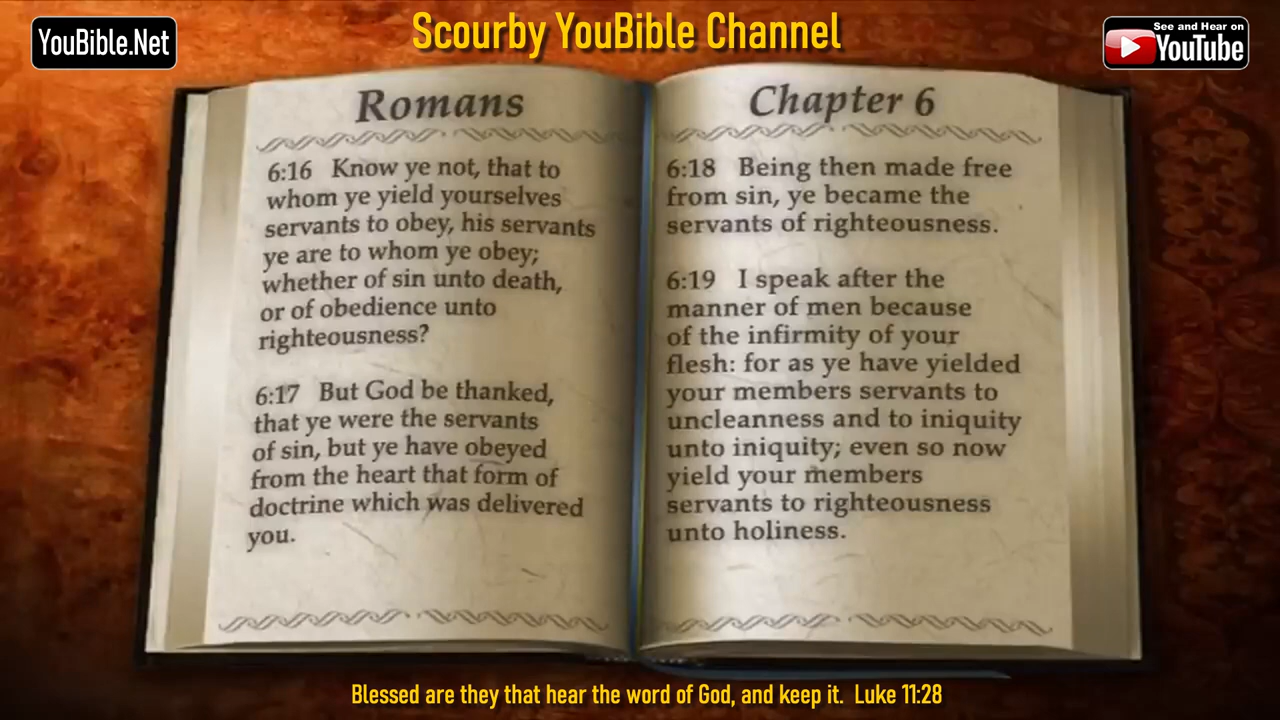 YouBible.Net
Scourby YouBible Channel
See and Hear on
YouTube
Romans
6:16 Know ye not, that to
whom ye yield yourselves
servants to obey, his servants
ye are to whom ye obey;
whether of sin unto death,
or of obedience unto
righteousness?
6:17 But God be thanked,
that ye were the servants
of sin, but ye have obeyed
from the heart that form of
doctrine which was delivered
you.
Chapter 6
6:18 Being then made free
from sin, ye became the
servants of righteousness.
6:19 I speak after the
manner of men because
of the infirmity of your
flesh: for as ye have yielded
your members servants to
uncleanness and to iniquity
unto iniquity; even so now
yield your members
servants to righteousness
unto holiness.
Blessed are they that hear the word of God, and keep it. Luke 11:28